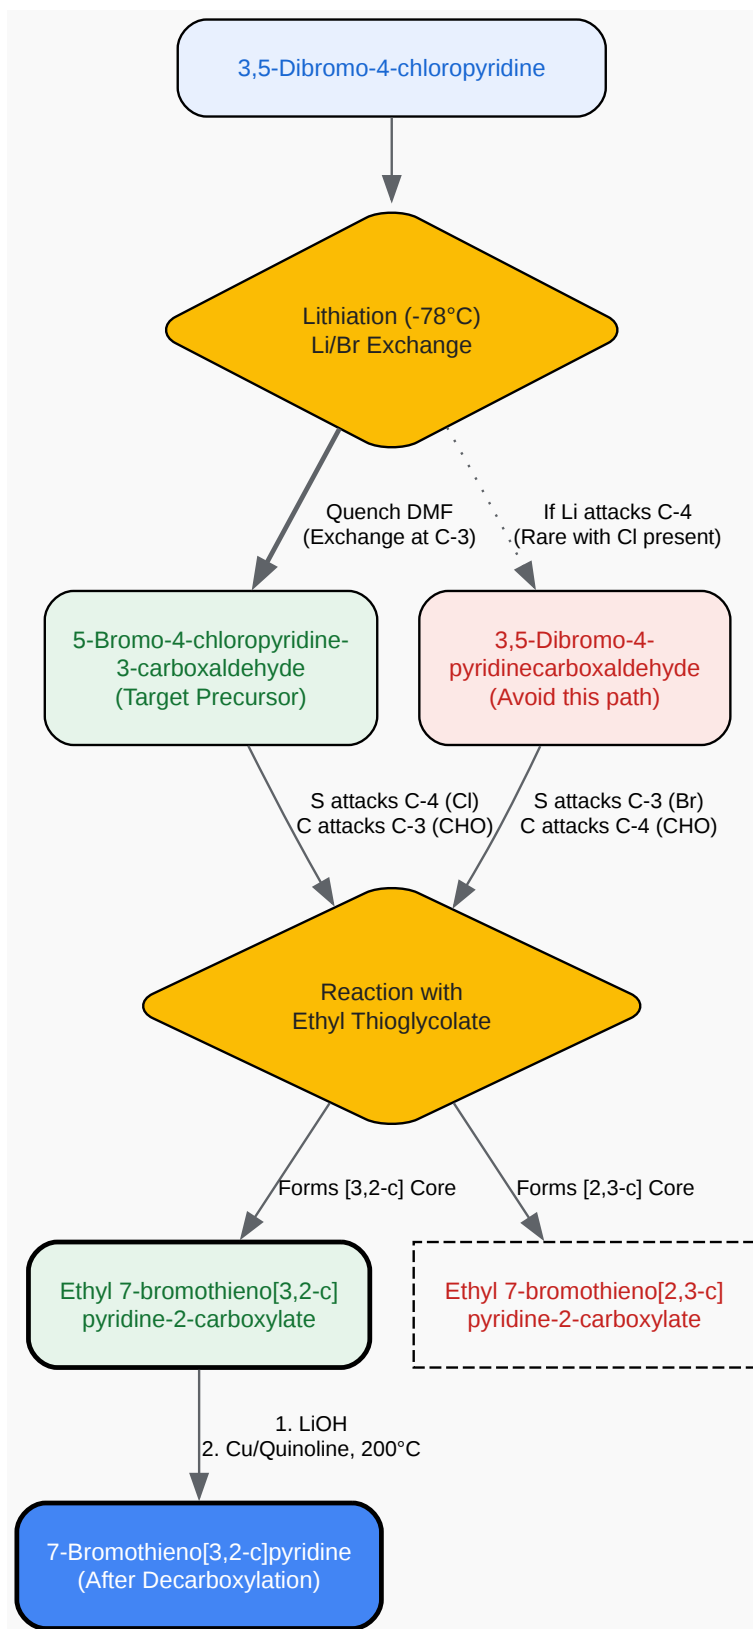 3,5-Dibromo-4-chloropyridine
Lithiation (-78°C)
Li/Br Exchange
Quench DMF
(Exchange at C-3)
If Li attacks C-4
(Rare with Cl present)
5-Bromo-4-chloropyridine-
3-carboxaldehyde
(Target Precursor)
3,5-Dibromo-4-
pyridinecarboxaldehyde
(Avoid this path)
S attacks C-4 (Cl)
C attacks C-3 (CHO)
S attacks C-3 (Br)
C attacks C-4 (CHO)
Reaction with
Ethyl Thioglycolate
Forms [3,2-c] Core
Forms [2,3-c] Core
Ethyl 7-bromothieno[3,2-c]
pyridine-2-carboxylate
Ethyl 7-bromothieno[2,3-c]
pyridine-2-carboxylate
1. LiOH
2. Cu/Quinoline, 200°C
7-Bromothieno[3,2-c]pyridine
(After Decarboxylation)